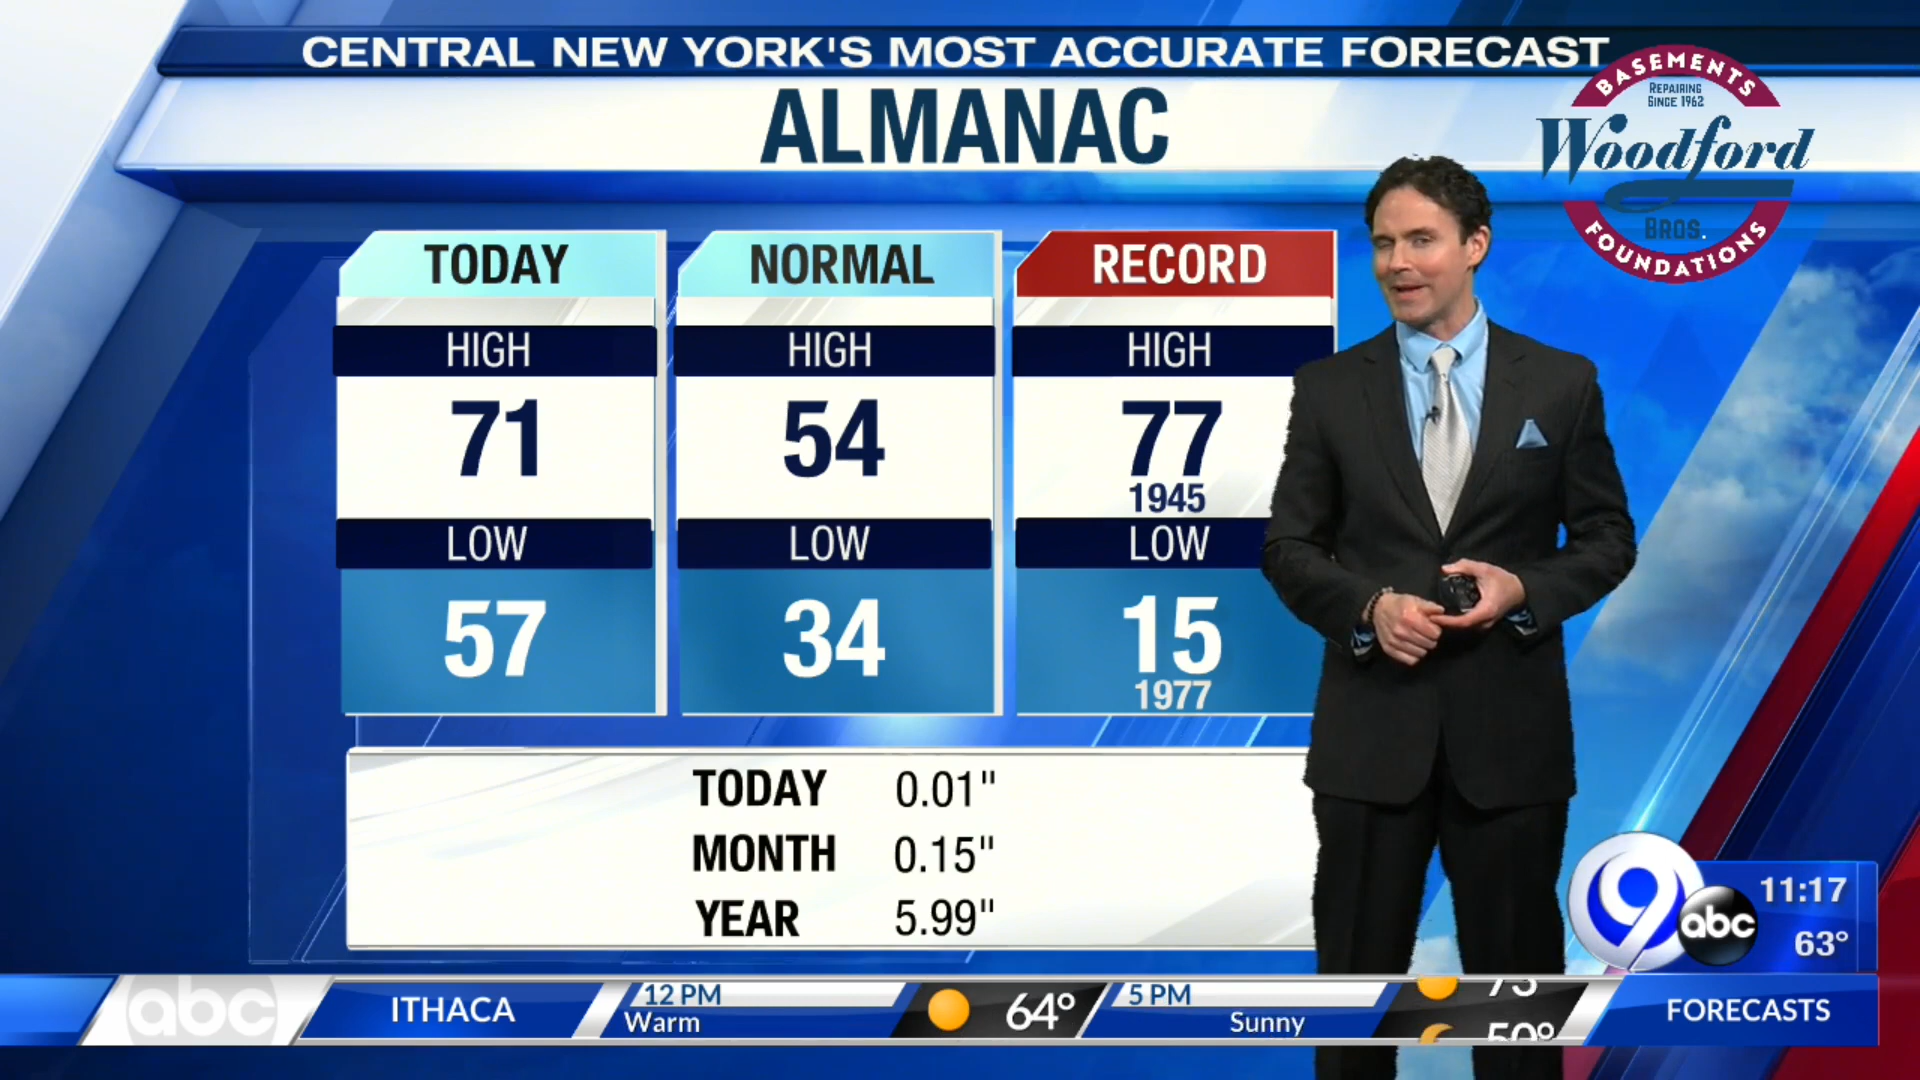 CENTRAL NEW YORK'S MOST ACCURATE FORECAST
ALMANAC
BASEMENTS
REPAIRING
SINCE 1962
Woodford
BROS.
FOUNDATIONS
TODAY
NORMAL
RECORD
HIGH
HIGH
HIGH
71
54
77
1945
LOW
LOW
LOW
57
34
15
1977
TODAY 0.01"
MONTH 0.15"
YEAR 5.99"
9
abc
11:17
63°
abc
ITHACA
12 PM
Warm
64°
5 PM
Sunny
50°
FORECASTS